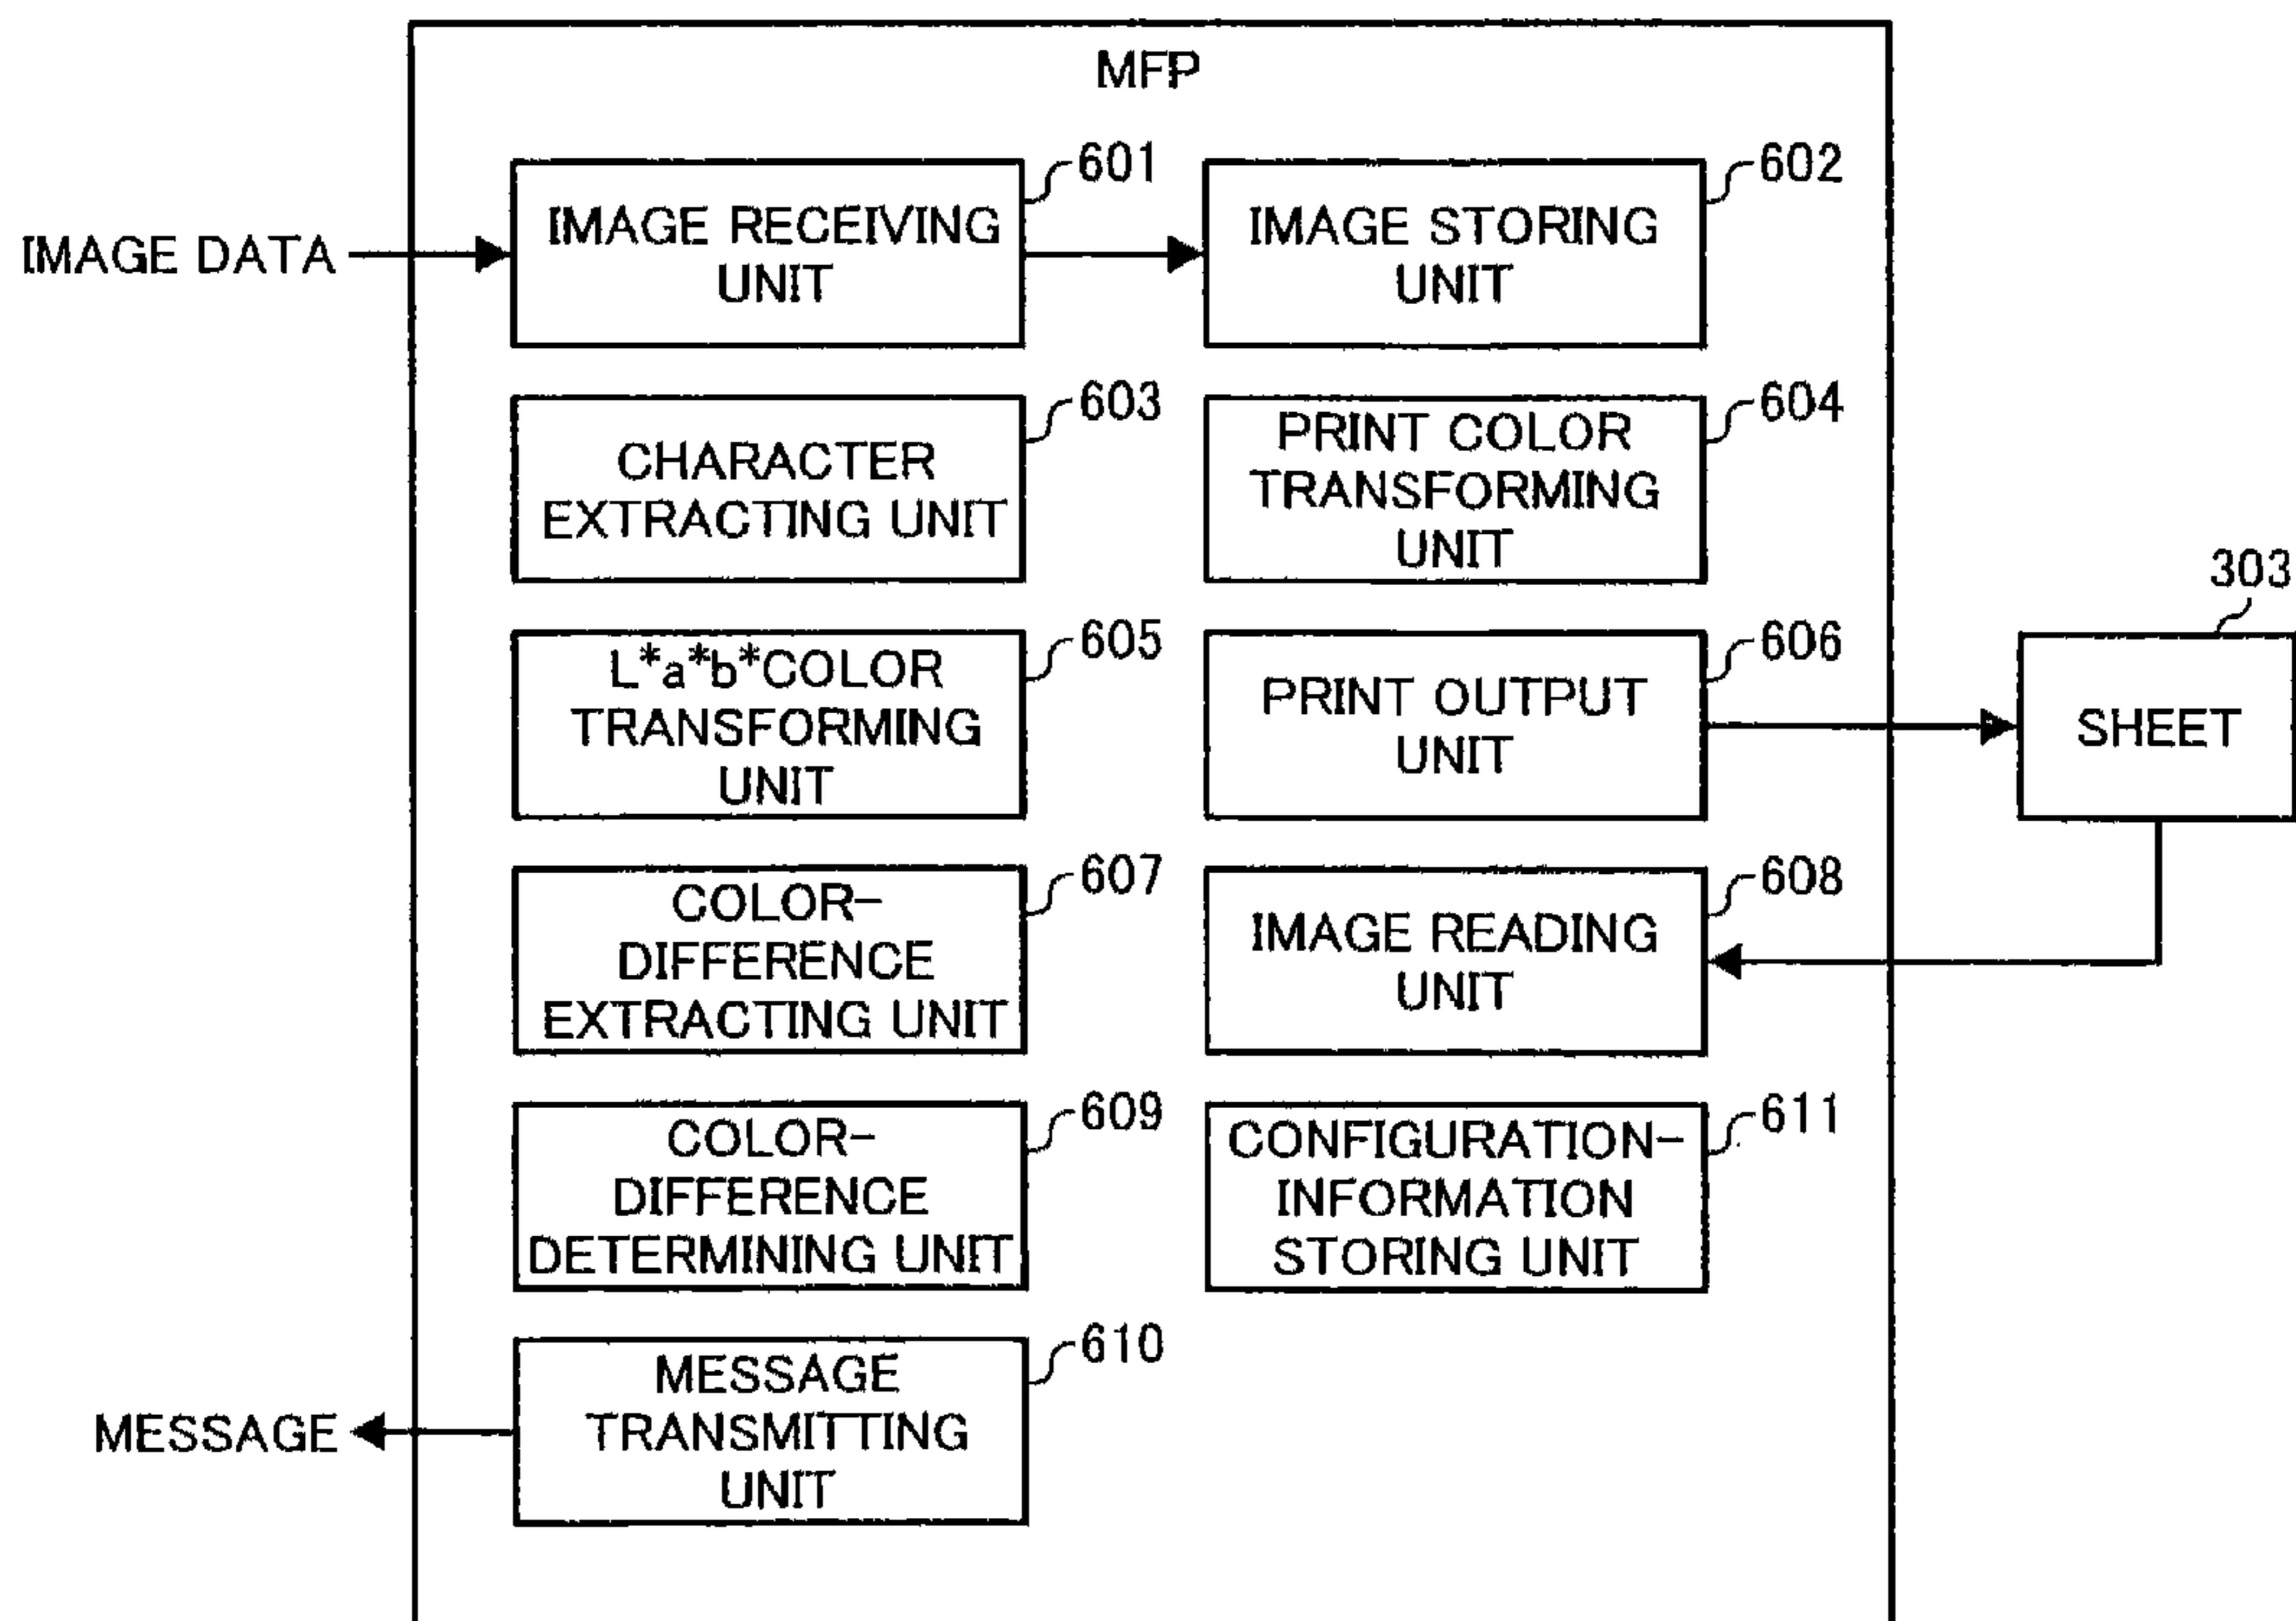 MFP
601
602
IMAGE DATA
IMAGE RECEIVING
UNIT
IMAGE STORING
UNIT
603
604
CHARACTER
EXTRACTING UNIT
PRINT COLOR
TRANSFORMING
UNIT
303
605
606
L*a*b*COLOR
TRANSFORMING
UNIT
PRINT OUTPUT
UNIT
SHEET
607
608
COLOR-
DIFFERENCE
EXTRACTING UNIT
IMAGE READING
UNIT
609
611
COLOR-
DIFFERENCE
DETERMINING UNIT
CONFIGURATION-
INFORMATION
STORING UNIT
610
MESSAGE
MESSAGE
TRANSMITTING
UNIT